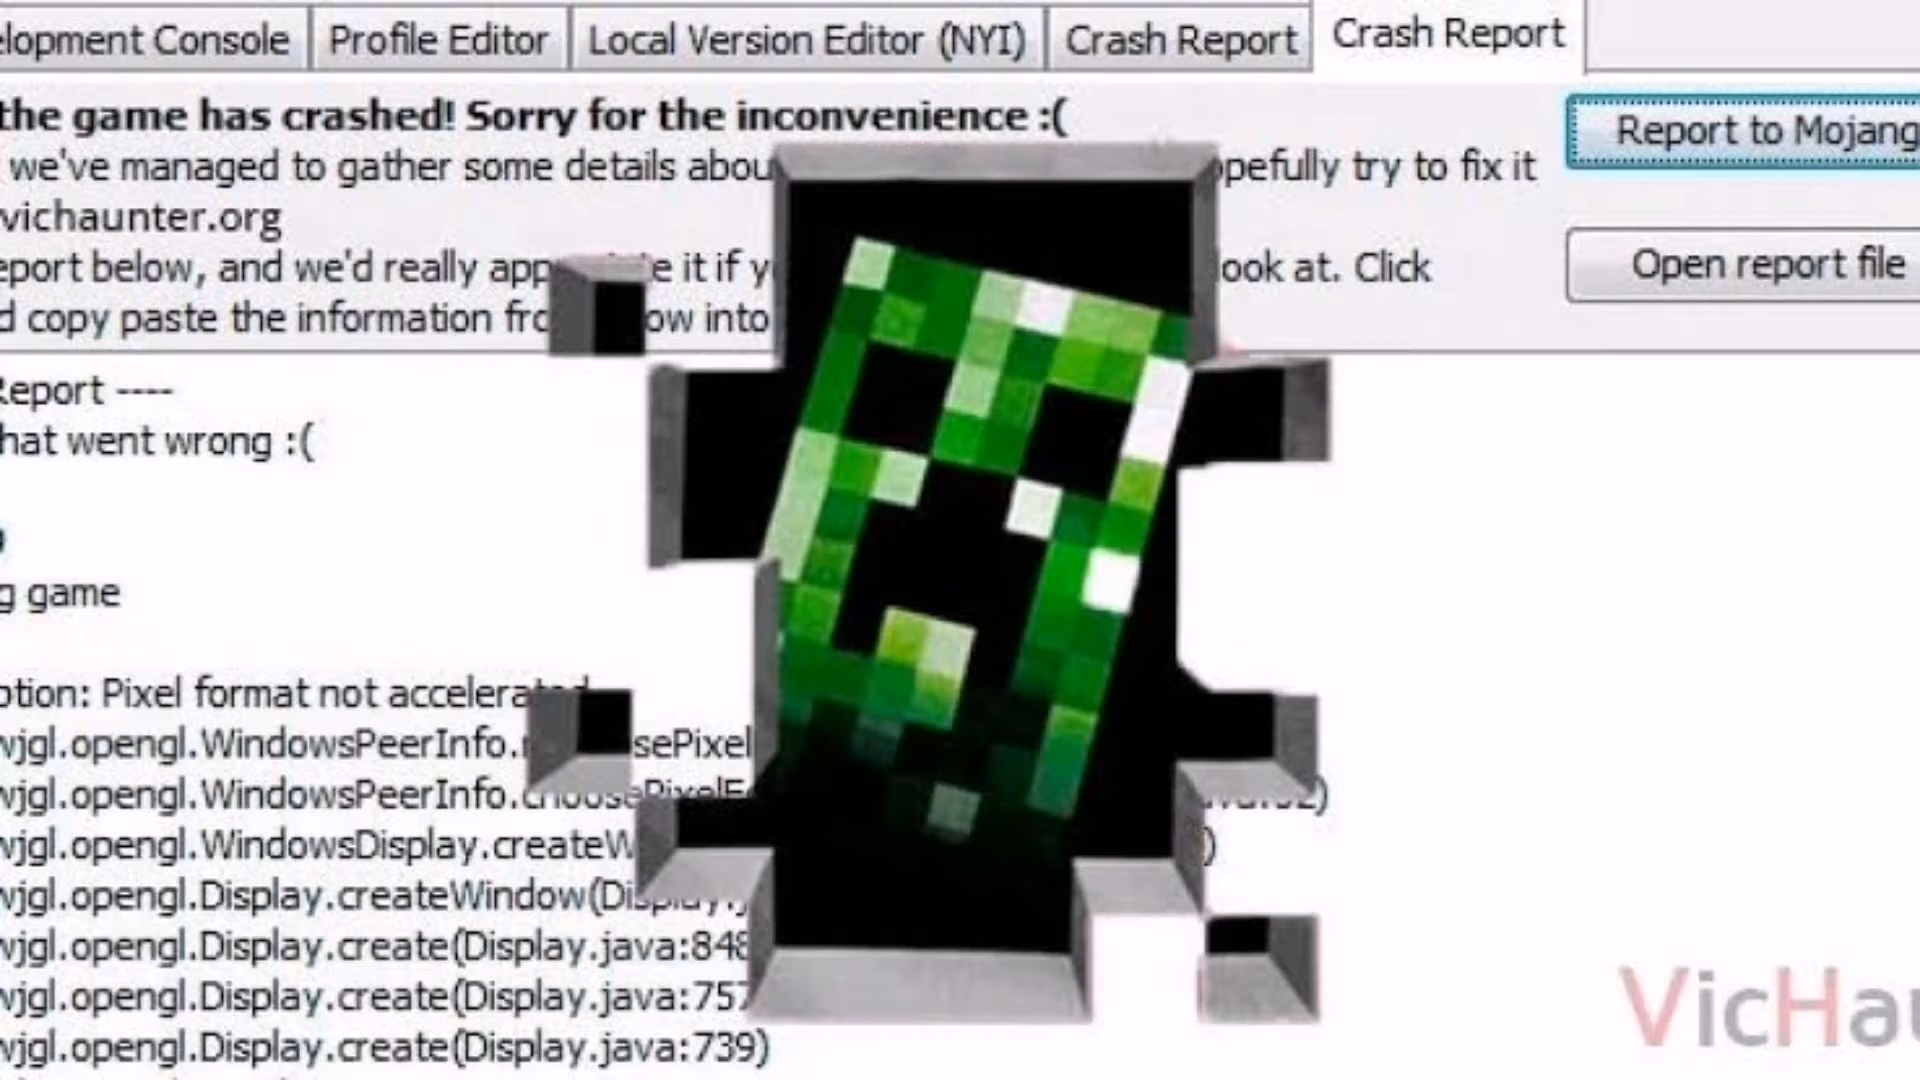 elopment Console
Profile Editor
Local Version Editor (NYI)
Crash Report
Crash Report
the game has crashed! Sorry for the inconvenience :(
we've managed to gather some details abou
opefully try to fix it
vichaunter.org
eport below, and we'd really app
e it if y
ook at. Click
d copy paste the information fro
ow into
Report to Mojang
Open report file
Report ----
hat went wrong :(
g game
ption: Pixel format not accelerated
wjgl.opengl.WindowsPeerInfo.
sePixel
wjgl.opengl.WindowsPeerInfo.choosePixelF
wjgl.opengl.WindowsDisplay.createW
)
wjgl.opengl.Display.createWindow(Display.j
wjgl.opengl.Display.create(Display.java:848
wjgl.opengl.Display.create(Display.java:757
wjgl.opengl.Display.create(Display.java:739)
VicHau